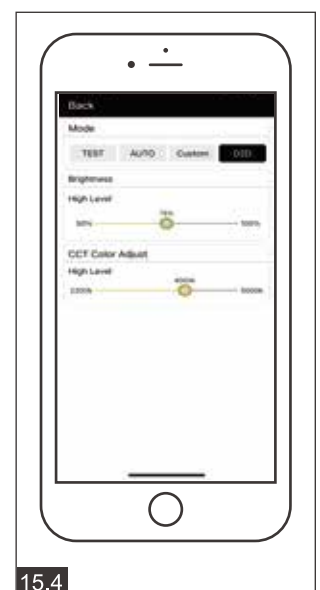 Back
Mode
TEST AUTO Custom D2D
Brightness
High Level
75%
50% 100%
CCT Color Adjust
High Level
4000k
5000k
15.4